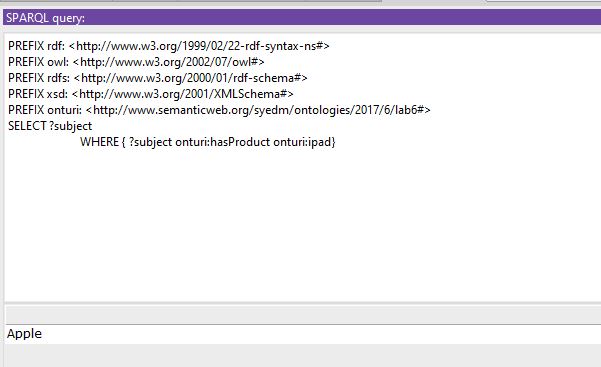 SPARQL query:
PREFIX rdf: <http://www.w3.org/1999/02/22-rdf-syntax-ns#>
PREFIX owl: <http://www.w3.org/2002/07/owl#>
PREFIX rdfs: <http://www.w3.org/2000/01/rdf-schema#>
PREFIX xsd: <http://www.w3.org/2001/XMLSchema#>
PREFIX onturi: <http://www.semanticweb.org/syedm/ontologies/2017/6/lab6#>
SELECT ?subject
WHERE { ?subject onturi:hasProduct onturi:ipad}
Apple